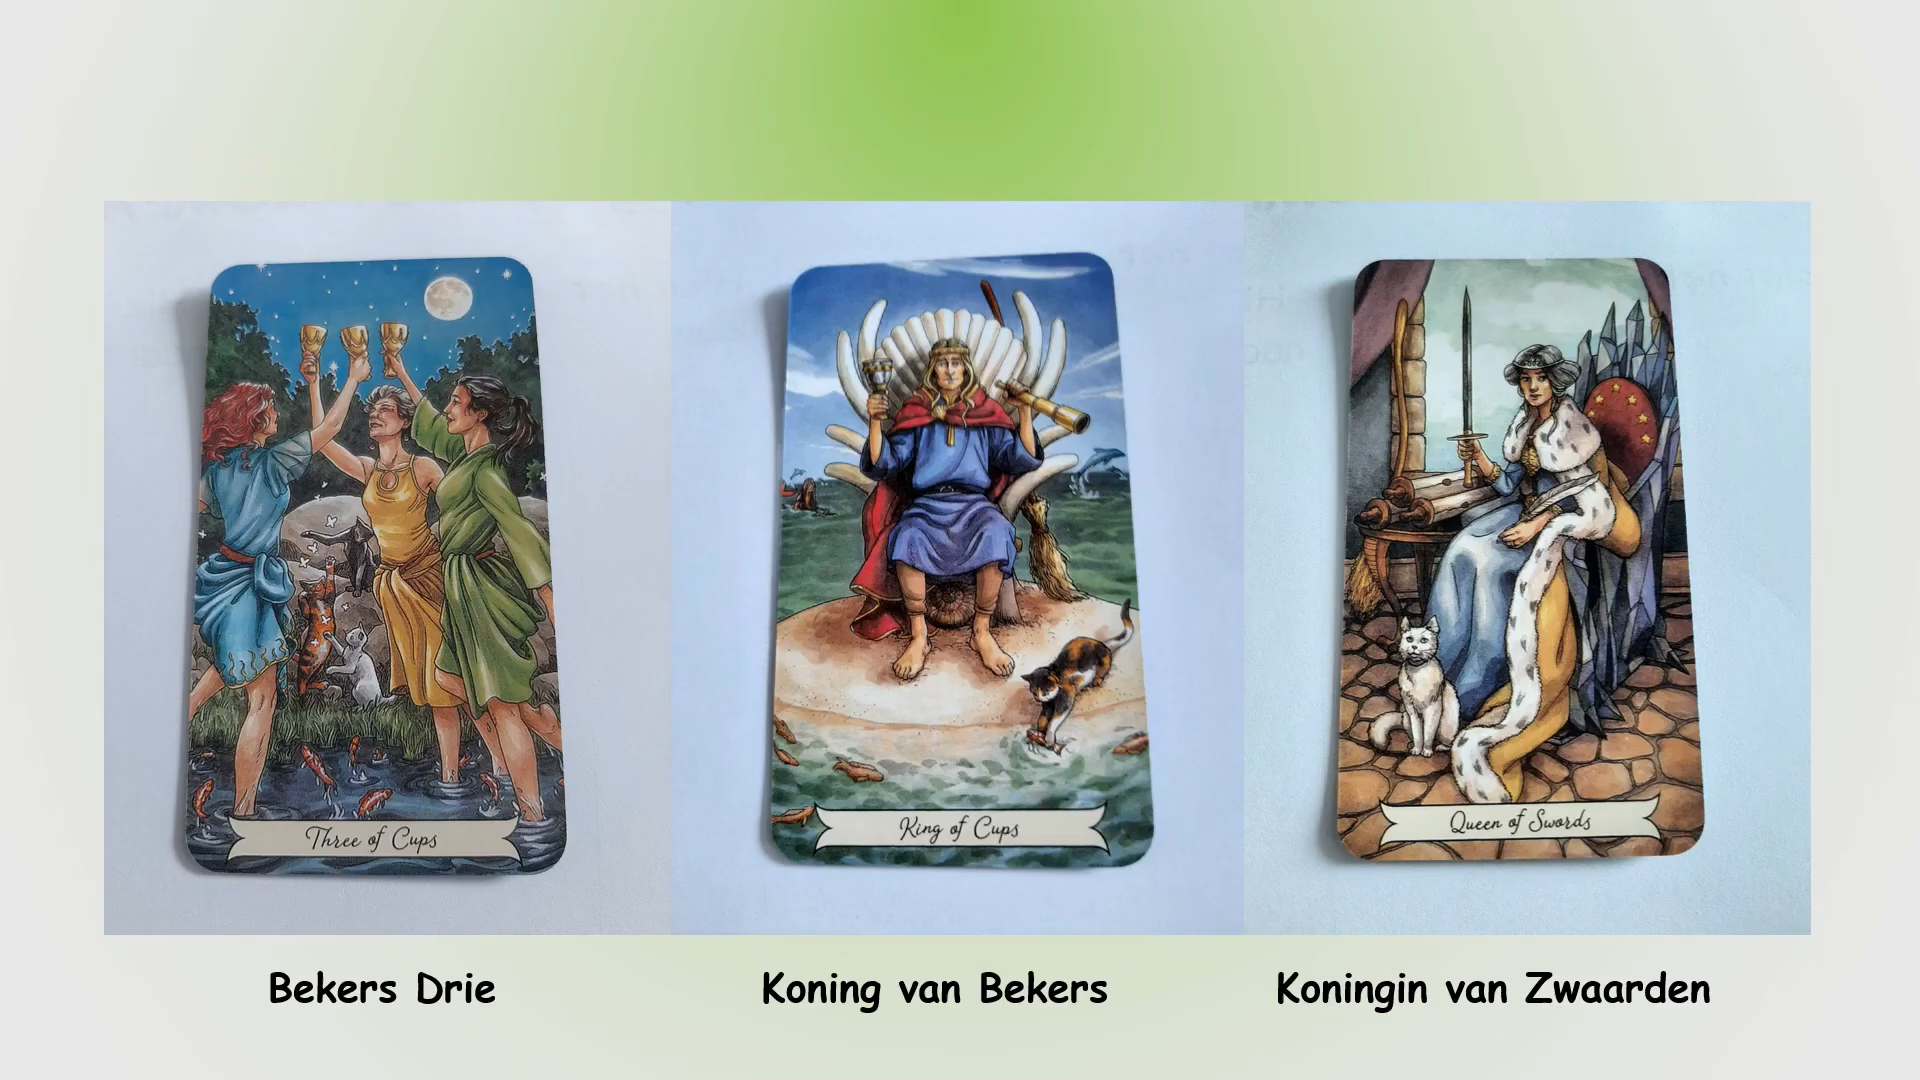 Three of Cups
King of Cups
Queen of Swords
Bekers Drie
Koning van Bekers
Koningin van Zwaarden